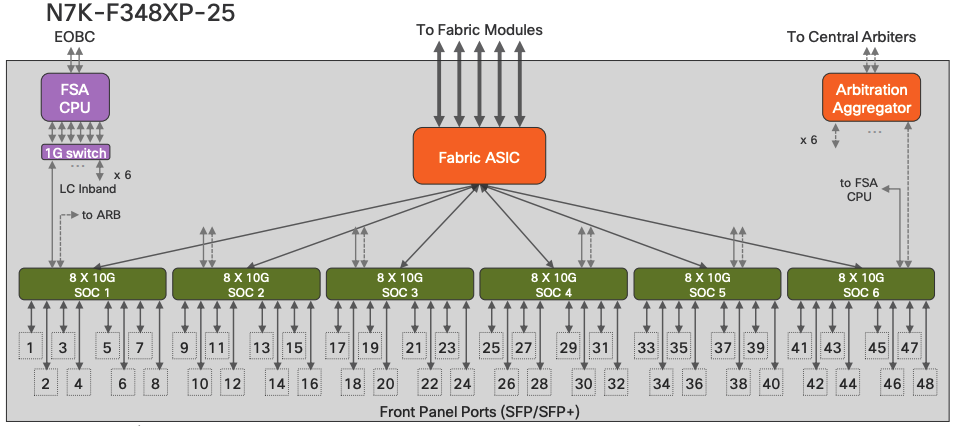 N7K-F348XP-25
EOBC
To Fabric Modules
To Central Arbiters
FSA
CPU
Arbitration
Aggregator
1G switch
...
x 6
LC Inband
to ARB
Fabric ASIC
x 6
...
to FSA
CPU
8 X 10G
SOC 1
8 X 10G
SOC 2
8 X 10G
SOC 3
8 X 10G
SOC 4
8 X 10G
SOC 5
8 X 10G
SOC 6
1 3 5 7 9 11 13 15 17 19 21 23 25 27 29 31 33 35 37 39 41 43 45 47
2 4 6 8 10 12 14 16 18 20 22 24 26 28 30 32 34 36 38 40 42 44 46 48
Front Panel Ports (SFP/SFP+)